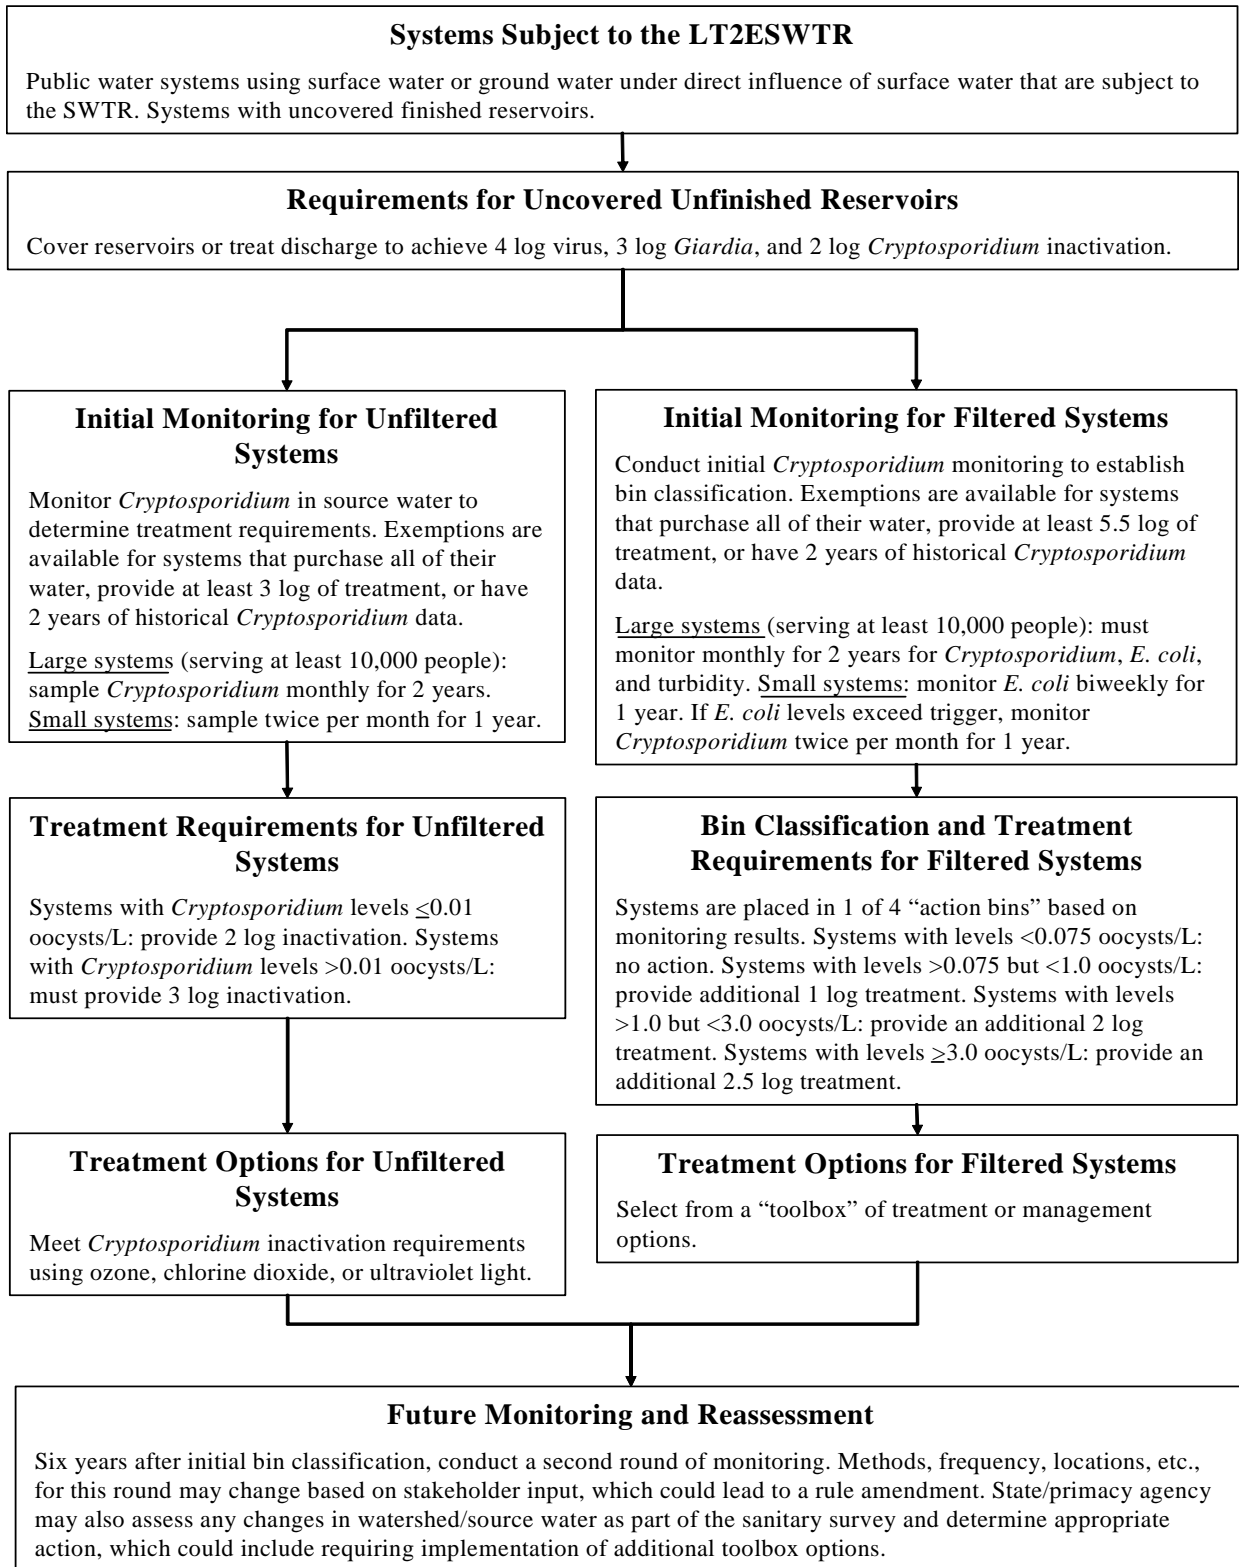 Systems Subject to the LT2ESWTR
Public water systems using surface water or ground water under direct influence of surface water that are subject to
the SWTR. Systems with uncovered finished reservoirs.
Requirements for Uncovered Unfinished Reservoirs
Cover reservoirs or treat discharge to achieve 4 log virus, 3 log Giardia, and 2 log Cryptosporidium inactivation.
Initial Monitoring for Unfiltered
Systems
Monitor Cryptosporidium in source water to
determine treatment requirements. Exemptions are
available for systems that purchase all of their
water, provide at least 3 log of treatment, or have
2 years of historical Cryptosporidium data.
Large systems (serving at least 10,000 people):
sample Cryptosporidium monthly for 2 years.
Small systems: sample twice per month for 1 year.
Initial Monitoring for Filtered Systems
Conduct initial Cryptosporidium monitoring to establish
bin classification. Exemptions are available for systems
that purchase all of their water, provide at least 5.5 log of
treatment, or have 2 years of historical Cryptosporidium
data.
Large systems (serving at least 10,000 people): must
monitor monthly for 2 years for Cryptosporidium, E. coli,
and turbidity. Small systems: monitor E. coli biweekly for
1 year. If E. coli levels exceed trigger, monitor
Cryptosporidium twice per month for 1 year.
Treatment Requirements for Unfiltered
Systems
Systems with Cryptosporidium levels ≤0.01
oocysts/L: provide 2 log inactivation. Systems
with Cryptosporidium levels >0.01 oocysts/L:
must provide 3 log inactivation.
Bin Classification and Treatment
Requirements for Filtered Systems
Systems are placed in 1 of 4 “action bins” based on
monitoring results. Systems with levels <0.075 oocysts/L:
no action. Systems with levels >0.075 but <1.0 oocysts/L:
provide additional 1 log treatment. Systems with levels
>1.0 but <3.0 oocysts/L: provide an additional 2 log
treatment. Systems with levels ≥3.0 oocysts/L: provide an
additional 2.5 log treatment.
Treatment Options for Unfiltered
Systems
Meet Cryptosporidium inactivation requirements
using ozone, chlorine dioxide, or ultraviolet light.
Treatment Options for Filtered Systems
Select from a “toolbox” of treatment or management
options.
Future Monitoring and Reassessment
Six years after initial bin classification, conduct a second round of monitoring. Methods, frequency, locations, etc.,
for this round may change based on stakeholder input, which could lead to a rule amendment. State/primacy agency
may also assess any changes in watershed/source water as part of the sanitary survey and determine appropriate
action, which could include requiring implementation of additional toolbox options.